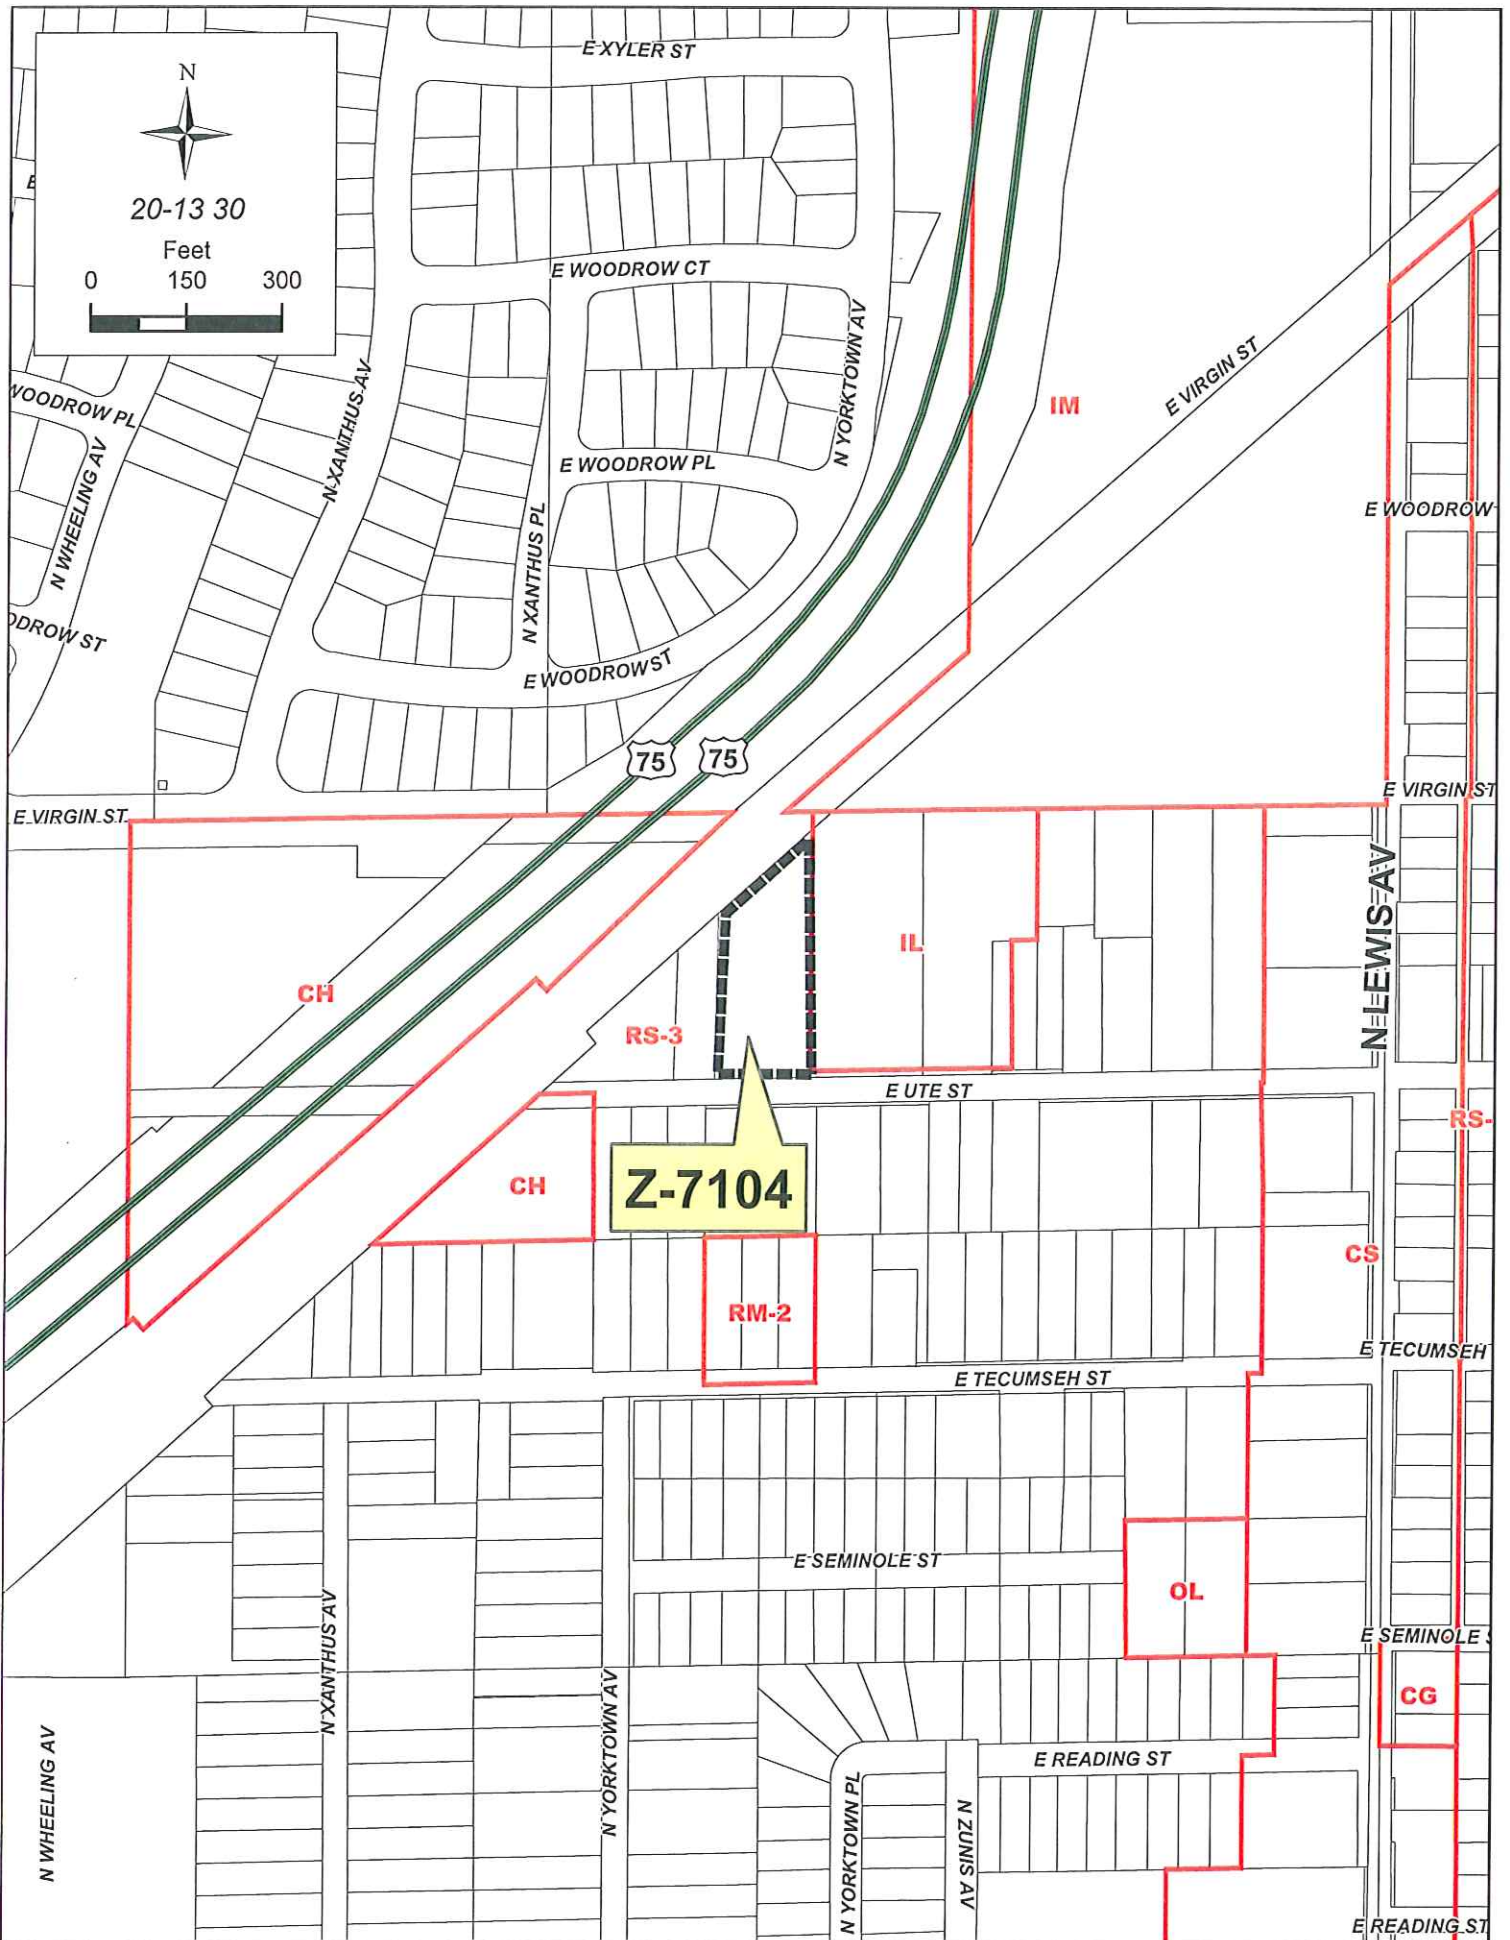 E XYLER ST
N
20-13 30
Feet
0 150 300
E WOODROW CT
N YORKTOWN AV
E VIRGIN ST
IM
N XANTHUS AV
WOODROW PL
N WHEELING AV
E WOODROW PL
E WOODROW
N XANTHUS PL
ODROW ST
E WOODROW ST
75
75
E VIRGIN ST
E VIRGIN ST
N LEWIS AV
IL
CH
RS-3
E UTE ST
RS-
Z-7104
CH
CS
RM-2
E TECUMSEH
E TECUMSEH ST
E SEMINOLE ST
OL
N XANTHUS AV
E SEMINOLE S
CG
N YORKTOWN AV
N WHEELING AV
E READING ST
N YORKTOWN PL
N ZUNIS AV
E READING ST